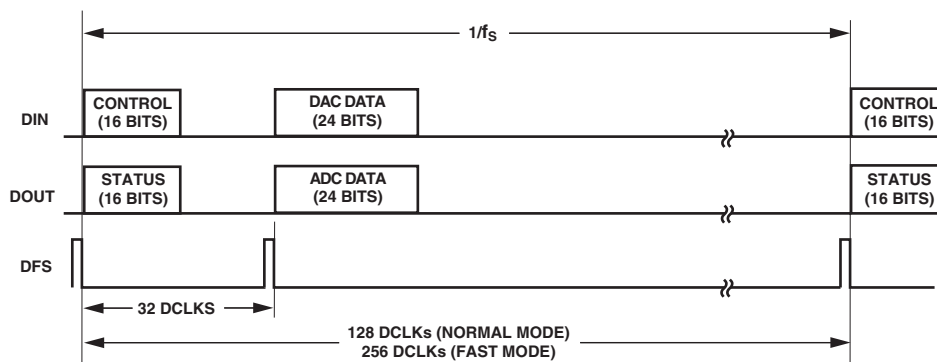 1/fS
DIN
CONTROL
(16 BITS)
DAC DATA
(24 BITS)
CONTROL
(16 BITS)
DOUT
STATUS
(16 BITS)
ADC DATA
(24 BITS)
STATUS
(16 BITS)
DFS
32 DCLKS
128 DCLKs (NORMAL MODE)
256 DCLKs (FAST MODE)